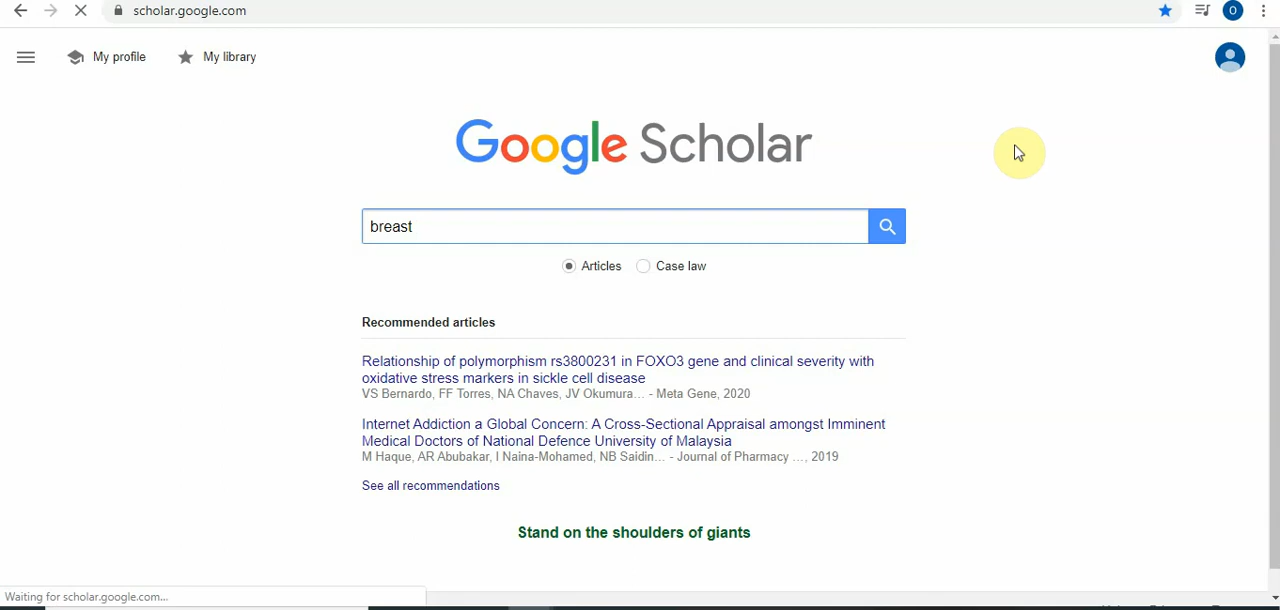 scholar.google.com
O
My profile
My library
Google Scholar
breast
Articles
Case law
Recommended articles
Relationship of polymorphism rs3800231 in FOXO3 gene and clinical severity with
oxidative stress markers in sickle cell disease
VS Bernardo, FF Torres, NA Chaves, JV Okumura... - Meta Gene, 2020
Internet Addiction a Global Concern: A Cross-Sectional Appraisal amongst Imminent
Medical Doctors of National Defence University of Malaysia
M Haque, AR Abubakar, I Naina-Mohamed, NB Saidin... - Journal of Pharmacy ..., 2019
See all recommendations
Stand on the shoulders of giants
Waiting for scholar.google.com...